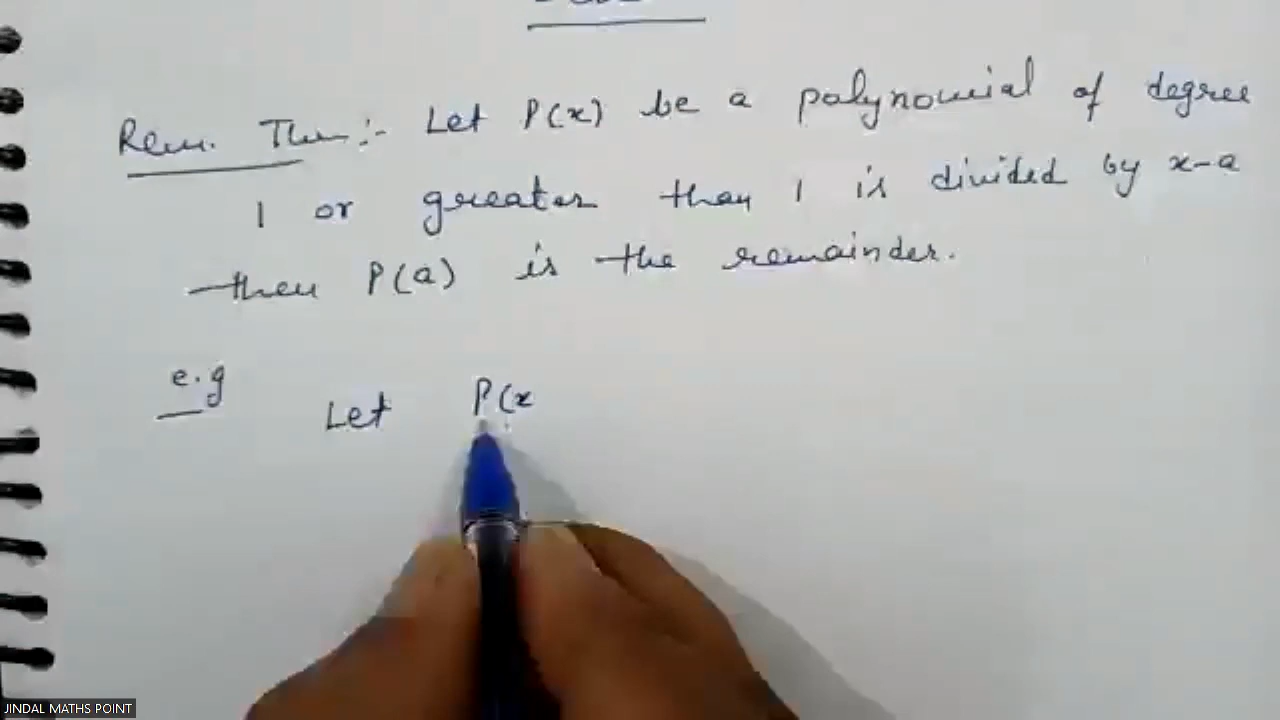 Rem. Thm:- Let P(x) be a polynomial of degree
1 or greater than 1 is divided by x-a
then P(a) is the remainder.
e.g Let P(x
JINDAL MATHS POINT